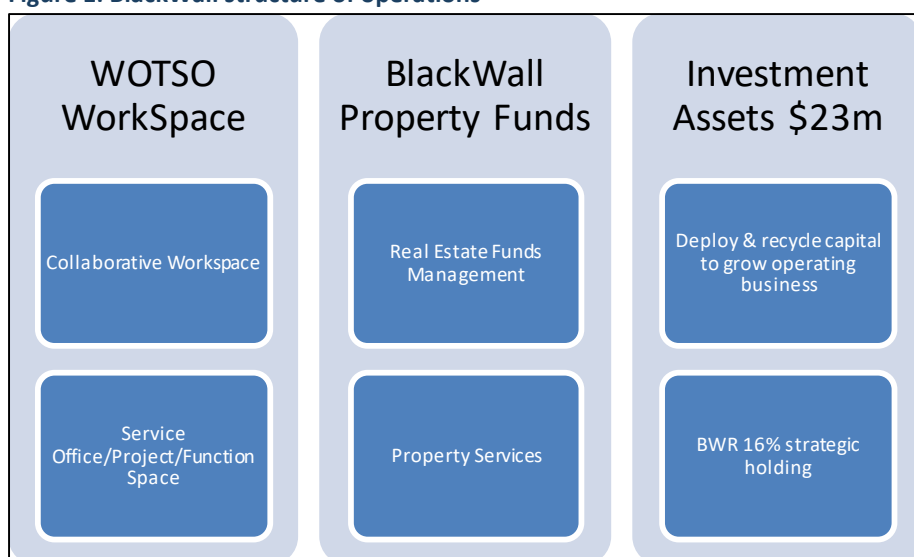 WOTSO
WorkSpace
Collaborative Workspace
Service
Office/Project/Function
Space
BlackWall
Property Funds
Real Estate Funds
Management
Property Services
Investment
Assets $23m
Deploy & recycle capital
to grow operating
business
BWR 16% strategic
holding